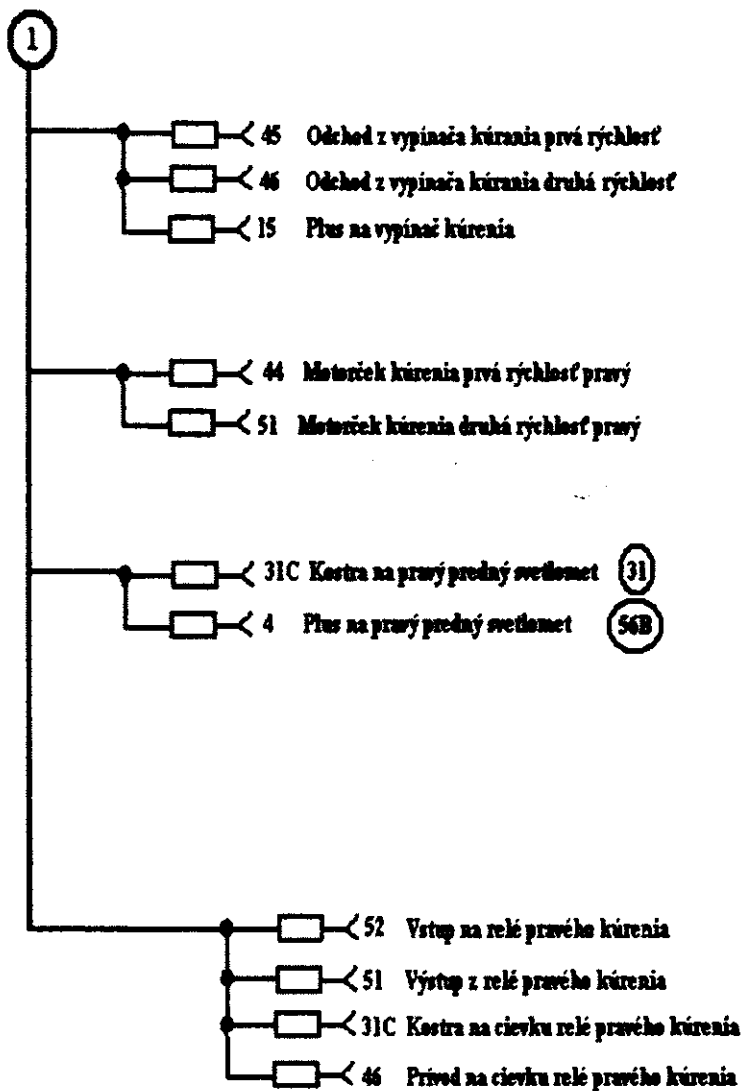 1
45 Odchod z vypínača kúrania prvá rýchlosť
46 Odchod z vypínača kúrania druhá rýchlosť
15 Plus na vypínač kúrenia
44 Motorček kúrenia prvá rýchlosť pravý
51 Motorček kúrenia druhá rýchlosť pravý
31C Kostra na pravý predný svetlomet 31
4 Plus na pravý predný svetlomet 56B
52 Vstup na relé pravého kúrenia
51 Výstup z relé pravého kúrenia
31C Kostra na cievku relé pravého kúrenia
46 Prívod na cievku relé pravého kúrenia